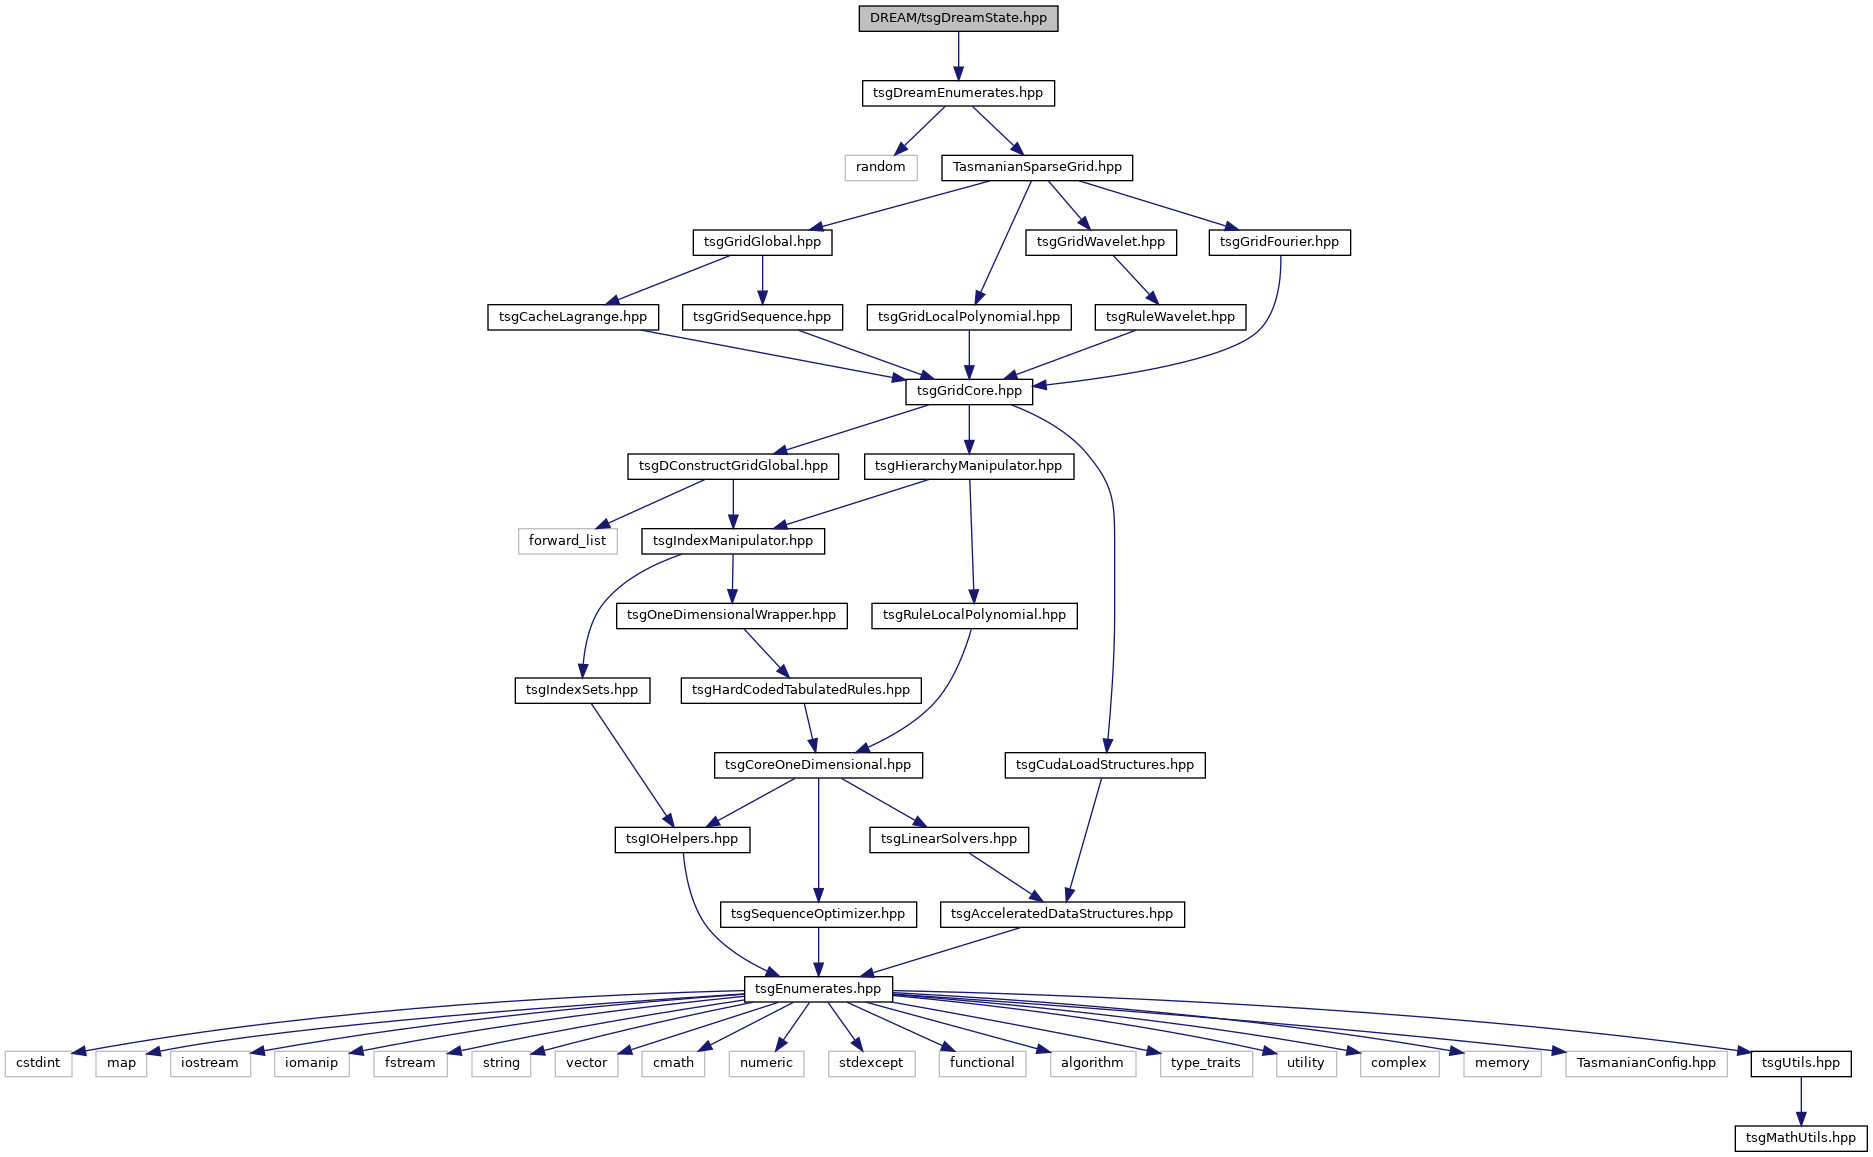 DREAM/tsgDreamState.hpp
tsgDreamEnumerates.hpp
random
TasmanianSparseGrid.hpp
tsgGridGlobal.hpp
tsgGridWavelet.hpp
tsgGridFourier.hpp
tsgCacheLagrange.hpp
tsgGridSequence.hpp
tsgGridLocalPolynomial.hpp
tsgRuleWavelet.hpp
tsgGridCore.hpp
tsgDConstructGridGlobal.hpp
tsgHierarchyManipulator.hpp
forward_list
tsgIndexManipulator.hpp
tsgOneDimensionalWrapper.hpp
tsgRuleLocalPolynomial.hpp
tsgIndexSets.hpp
tsgHardCodedTabulatedRules.hpp
tsgCoreOneDimensional.hpp
tsgCudaLoadStructures.hpp
tsgIOHelpers.hpp
tsgLinearSolvers.hpp
tsgSequenceOptimizer.hpp
tsgAcceleratedDataStructures.hpp
tsgEnumerates.hpp
cstdint
map
iostream
iomanip
fstream
string
vector
cmath
numeric
stdexcept
functional
algorithm
type_traits
utility
complex
memory
TasmanianConfig.hpp
tsgUtils.hpp
tsgMathUtils.hpp